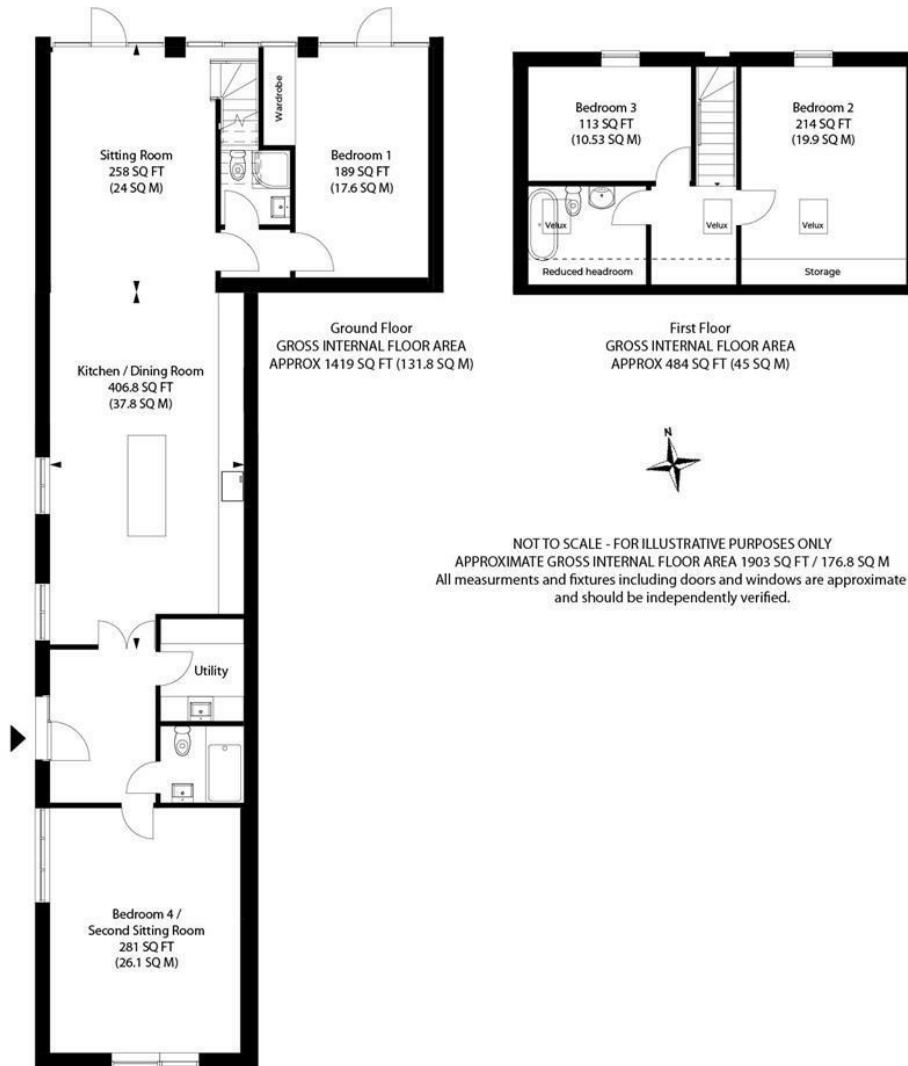 Wardrobe
Sitting Room
258 SQ FT
(24 SQ M)
Bedroom 1
189 SQ FT
(17.6 SQ M)
Bedroom 3
113 SQ FT
(10.53 SQ M)
Bedroom 2
214 SQ FT
(19.9 SQ M)
Velux
Velux
Velux
Reduced headroom
Storage
Ground Floor
GROSS INTERNAL FLOOR AREA
APPROX 1419 SQ FT (131.8 SQ M)
First Floor
GROSS INTERNAL FLOOR AREA
APPROX 484 SQ FT (45 SQ M)
Kitchen / Dining Room
406.8 SQ FT
(37.8 SQ M)
N
NOT TO SCALE - FOR ILLUSTRATIVE PURPOSES ONLY
APPROXIMATE GROSS INTERNAL FLOOR AREA 1903 SQ FT / 176.8 SQ M
All measurments and fixtures including doors and windows are approximate
and should be independently verified.
Utility
Bedroom 4 /
Second Sitting Room
281 SQ FT
(26.1 SQ M)